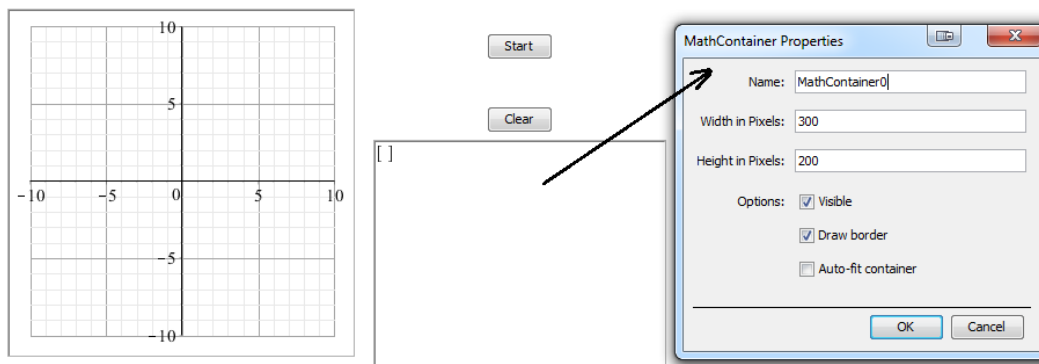 10
5
-10 -5 0 5 10
-5
-10
Start
Clear
[ ]
MathContainer Properties
Name: MathContainer0
Width in Pixels: 300
Height in Pixels: 200
Options: Visible
Draw border
Auto-fit container
OK Cancel